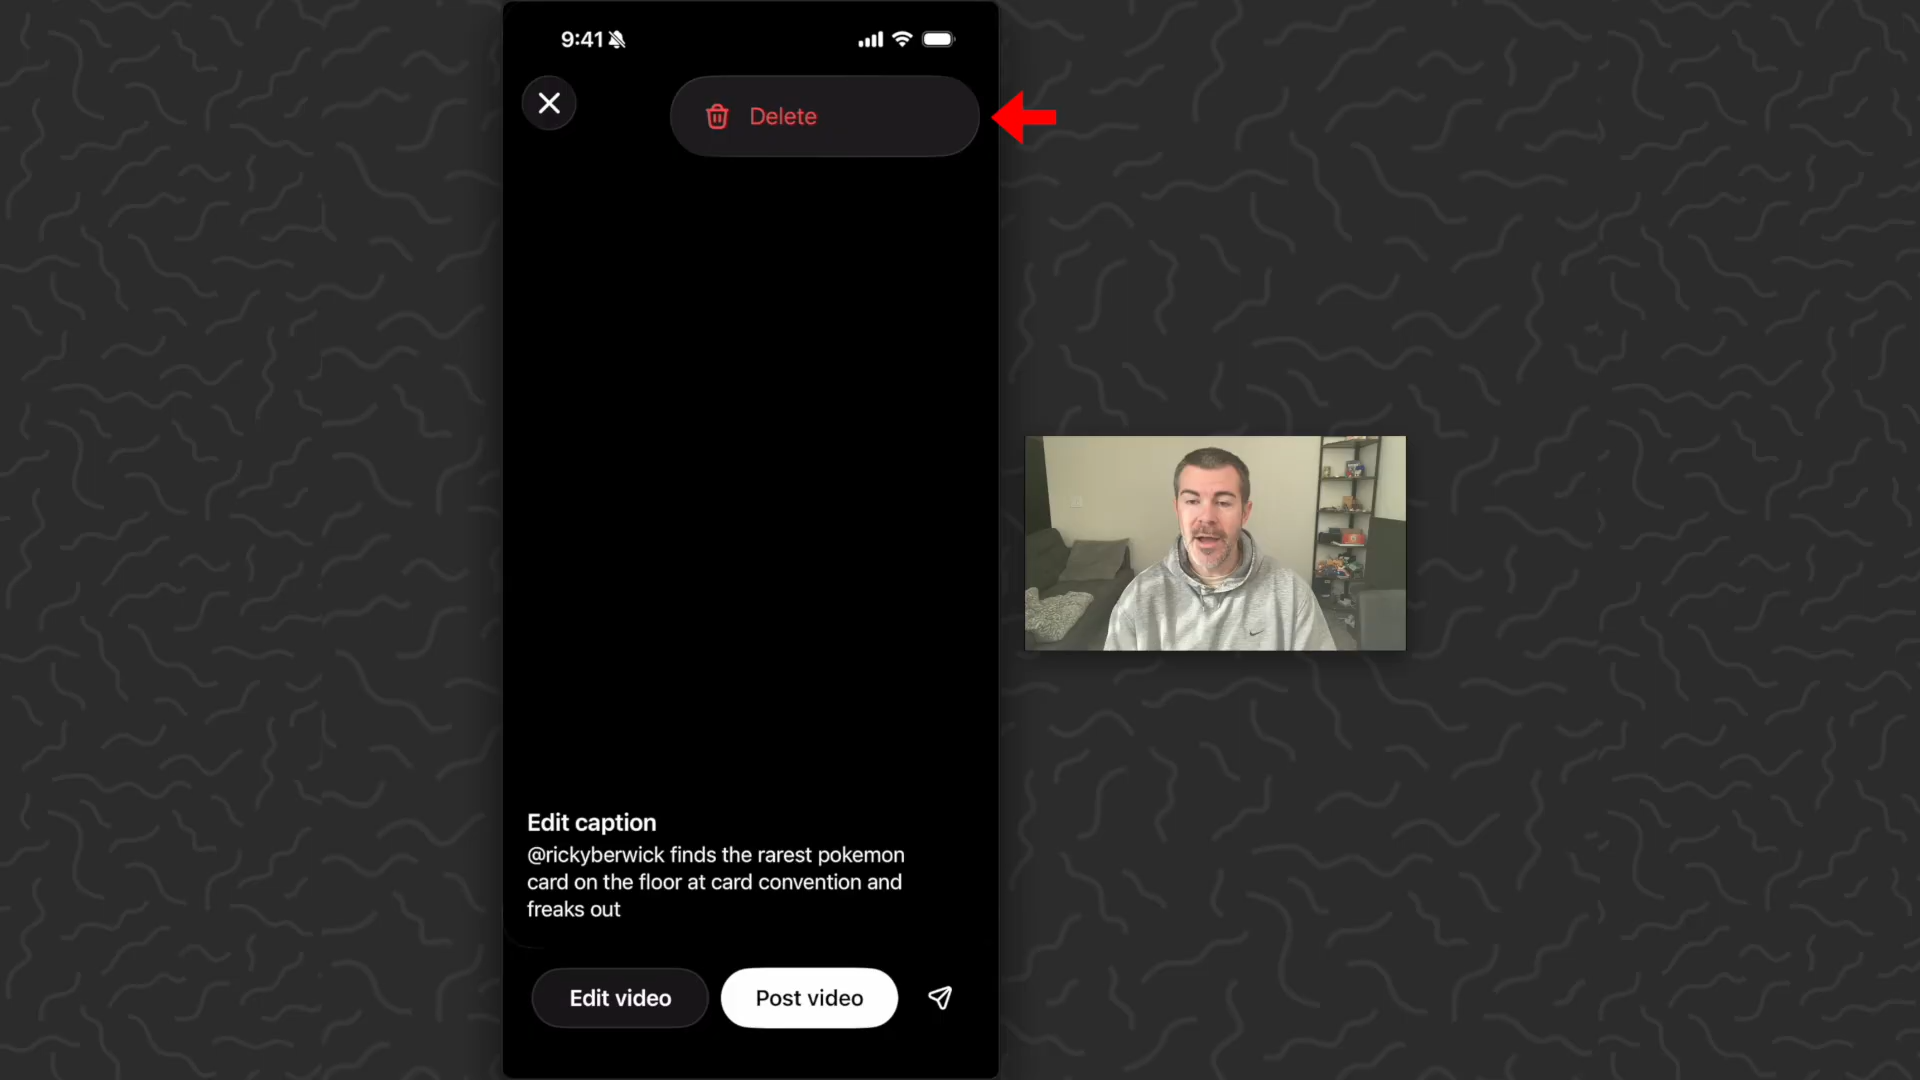 9:41
Delete
Edit caption
@rickyberwick finds the rarest pokemon
card on the floor at card convention and
freaks out
Edit video
Post video